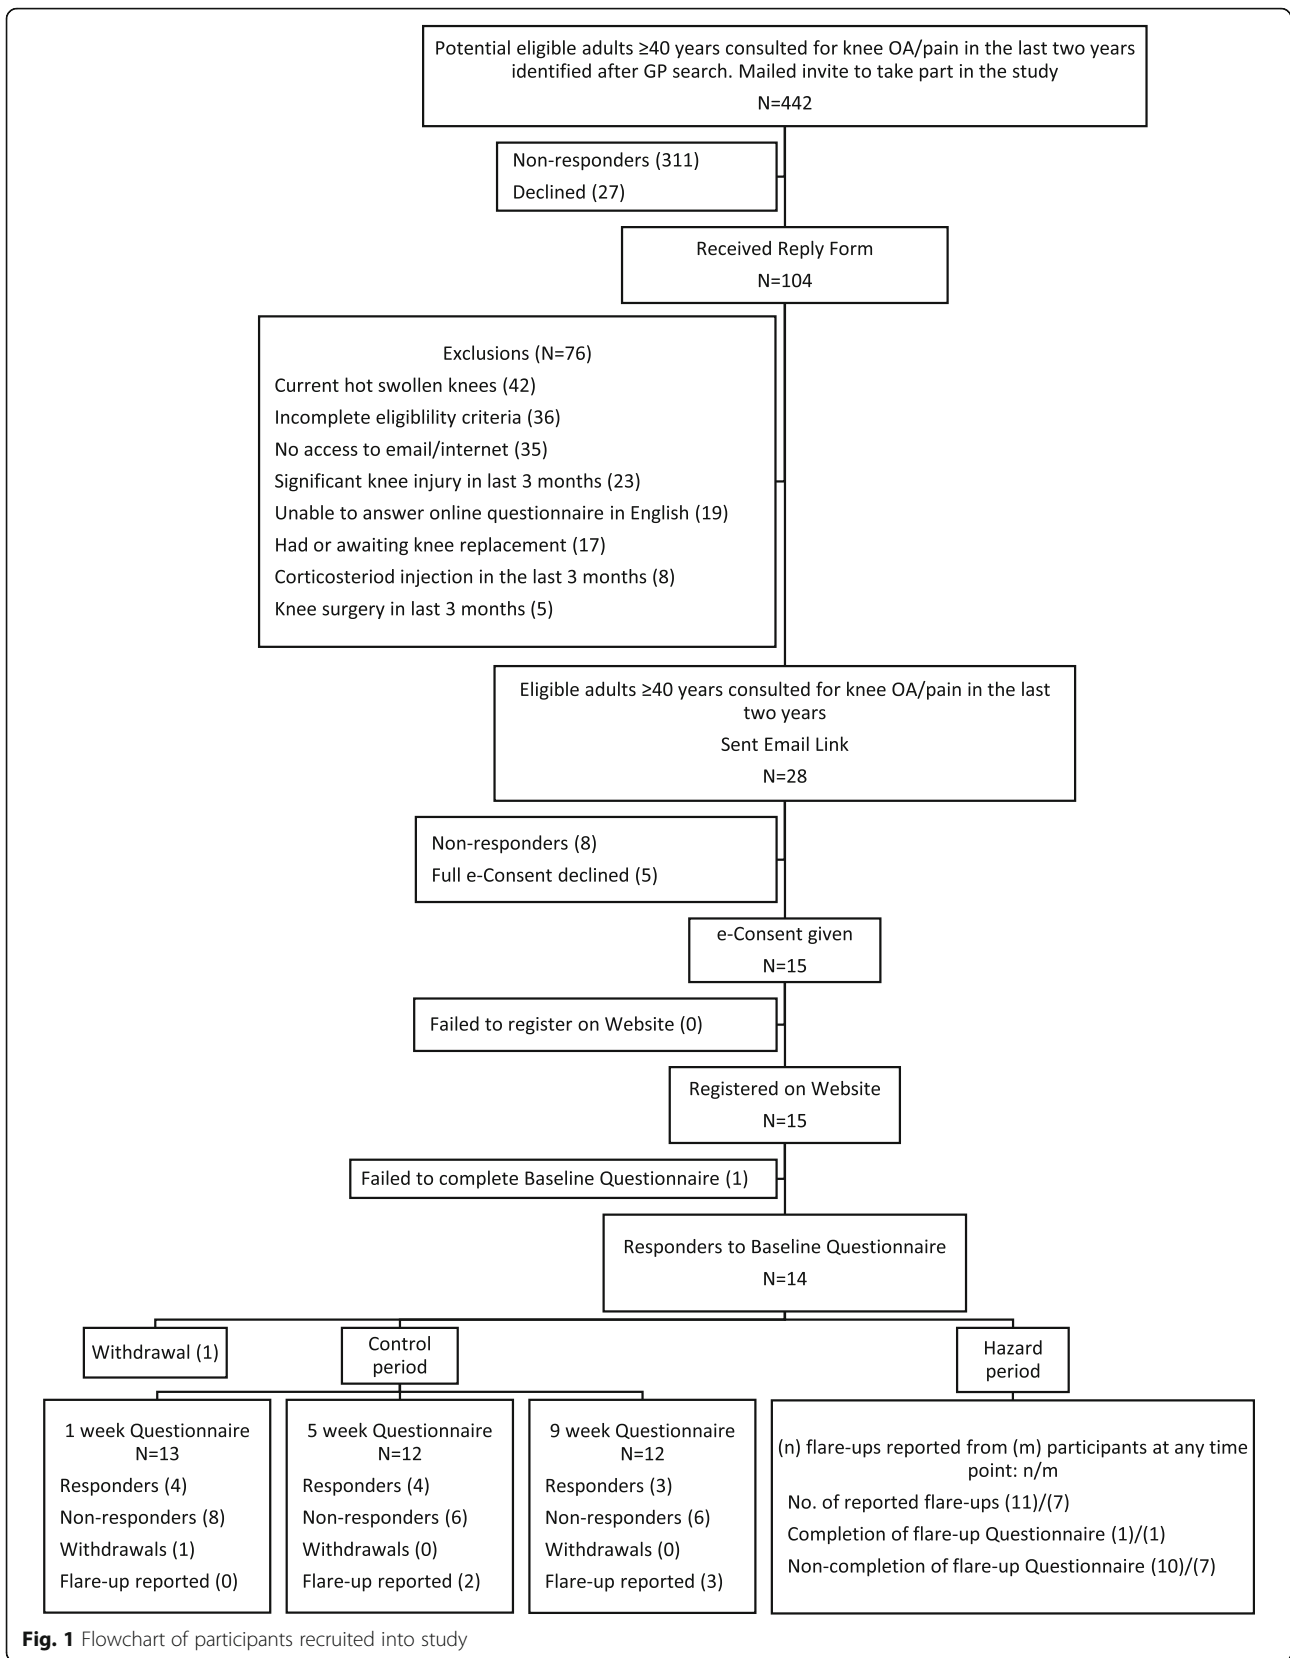 Potential eligible adults ≥40 years consulted for knee OA/pain in the last two years
identified after GP search. Mailed invite to take part in the study
N=442
Non-responders (311)
Declined (27)
Received Reply Form
N=104
Exclusions (N=76)
Current hot swollen knees (42)
Incomplete eligiblility criteria (36)
No access to email/internet (35)
Significant knee injury in last 3 months (23)
Unable to answer online questionnaire in English (19)
Had or awaiting knee replacement (17)
Corticosteriod injection in the last 3 months (8)
Knee surgery in last 3 months (5)
Eligible adults ≥40 years consulted for knee OA/pain in the last
two years
Sent Email Link
N=28
Non-responders (8)
Full e-Consent declined (5)
e-Consent given
N=15
Failed to register on Website (0)
Registered on Website
N=15
Failed to complete Baseline Questionnaire (1)
Responders to Baseline Questionnaire
N=14
Withdrawal (1)
Control
period
Hazard
period
1 week Questionnaire
N=13
Responders (4)
Non-responders (8)
Withdrawals (1)
Flare-up reported (0)
5 week Questionnaire
N=12
Responders (4)
Non-responders (6)
Withdrawals (0)
Flare-up reported (2)
9 week Questionnaire
N=12
Responders (3)
Non-responders (6)
Withdrawals (0)
Flare-up reported (3)
(n) flare-ups reported from (m) participants at any time
point: n/m
No. of reported flare-ups (11)/(7)
Completion of flare-up Questionnaire (1)/(1)
Non-completion of flare-up Questionnaire (10)/(7)
Fig. 1 Flowchart of participants recruited into study